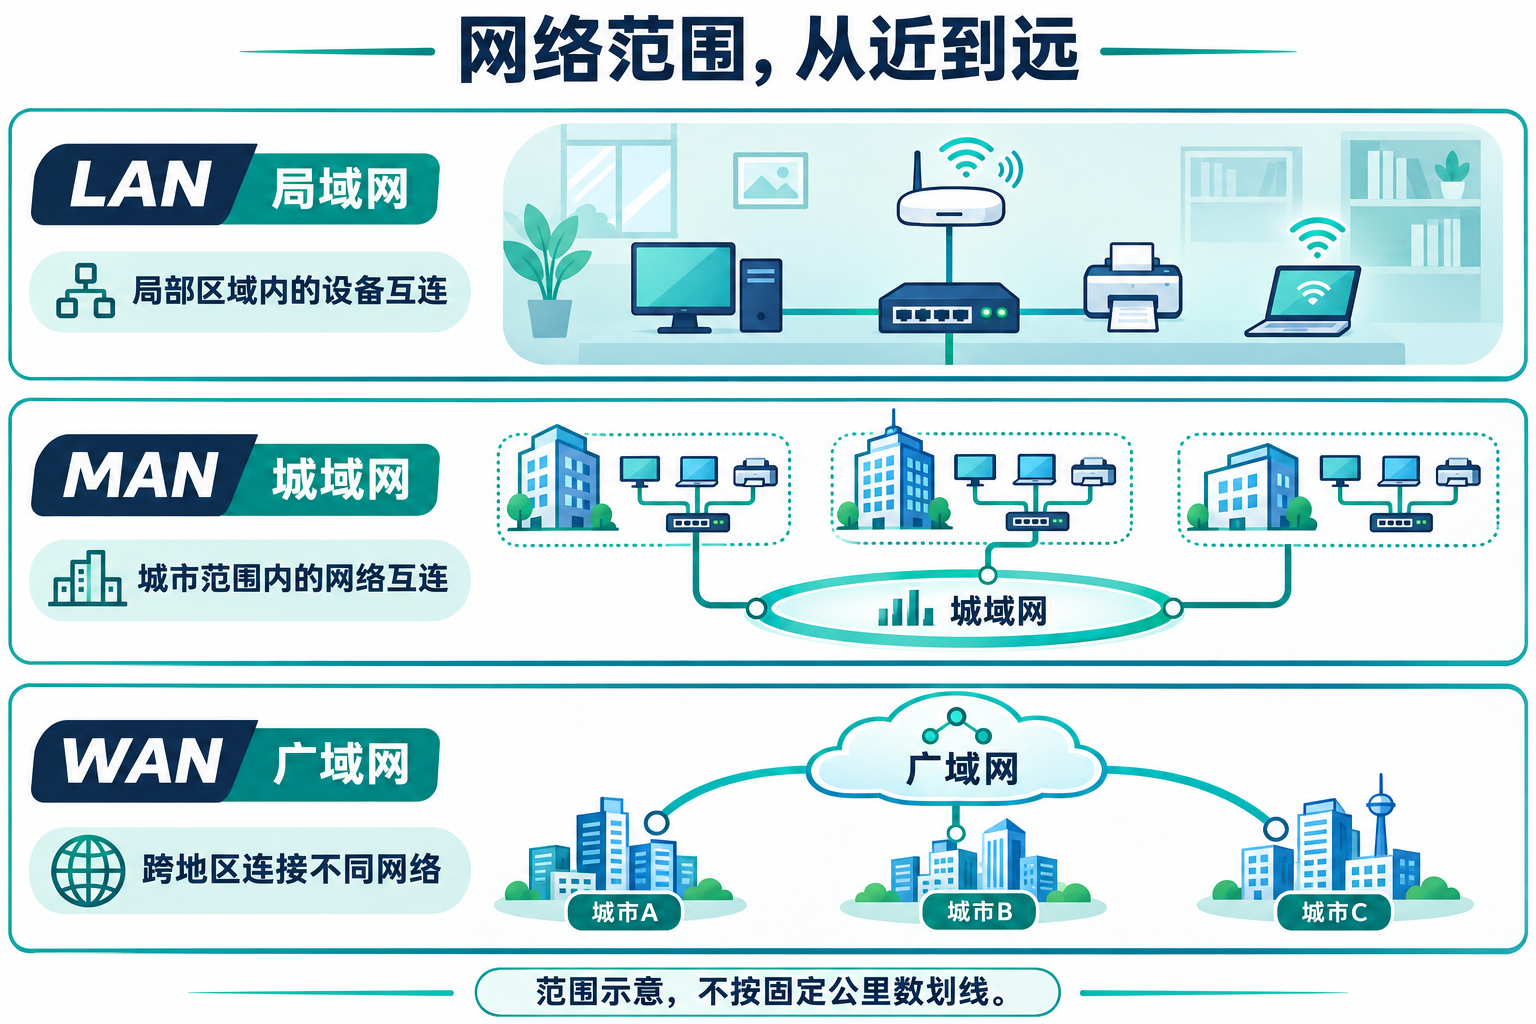 网络范围，从近到远
LAN 局域网
局部区域内的设备互连
MAN 城域网
城市范围内的网络互连
城域网
WAN 广域网
跨地区连接不同网络
广域网
城市A
城市B
城市C
范围示意，不按固定公里数划线。